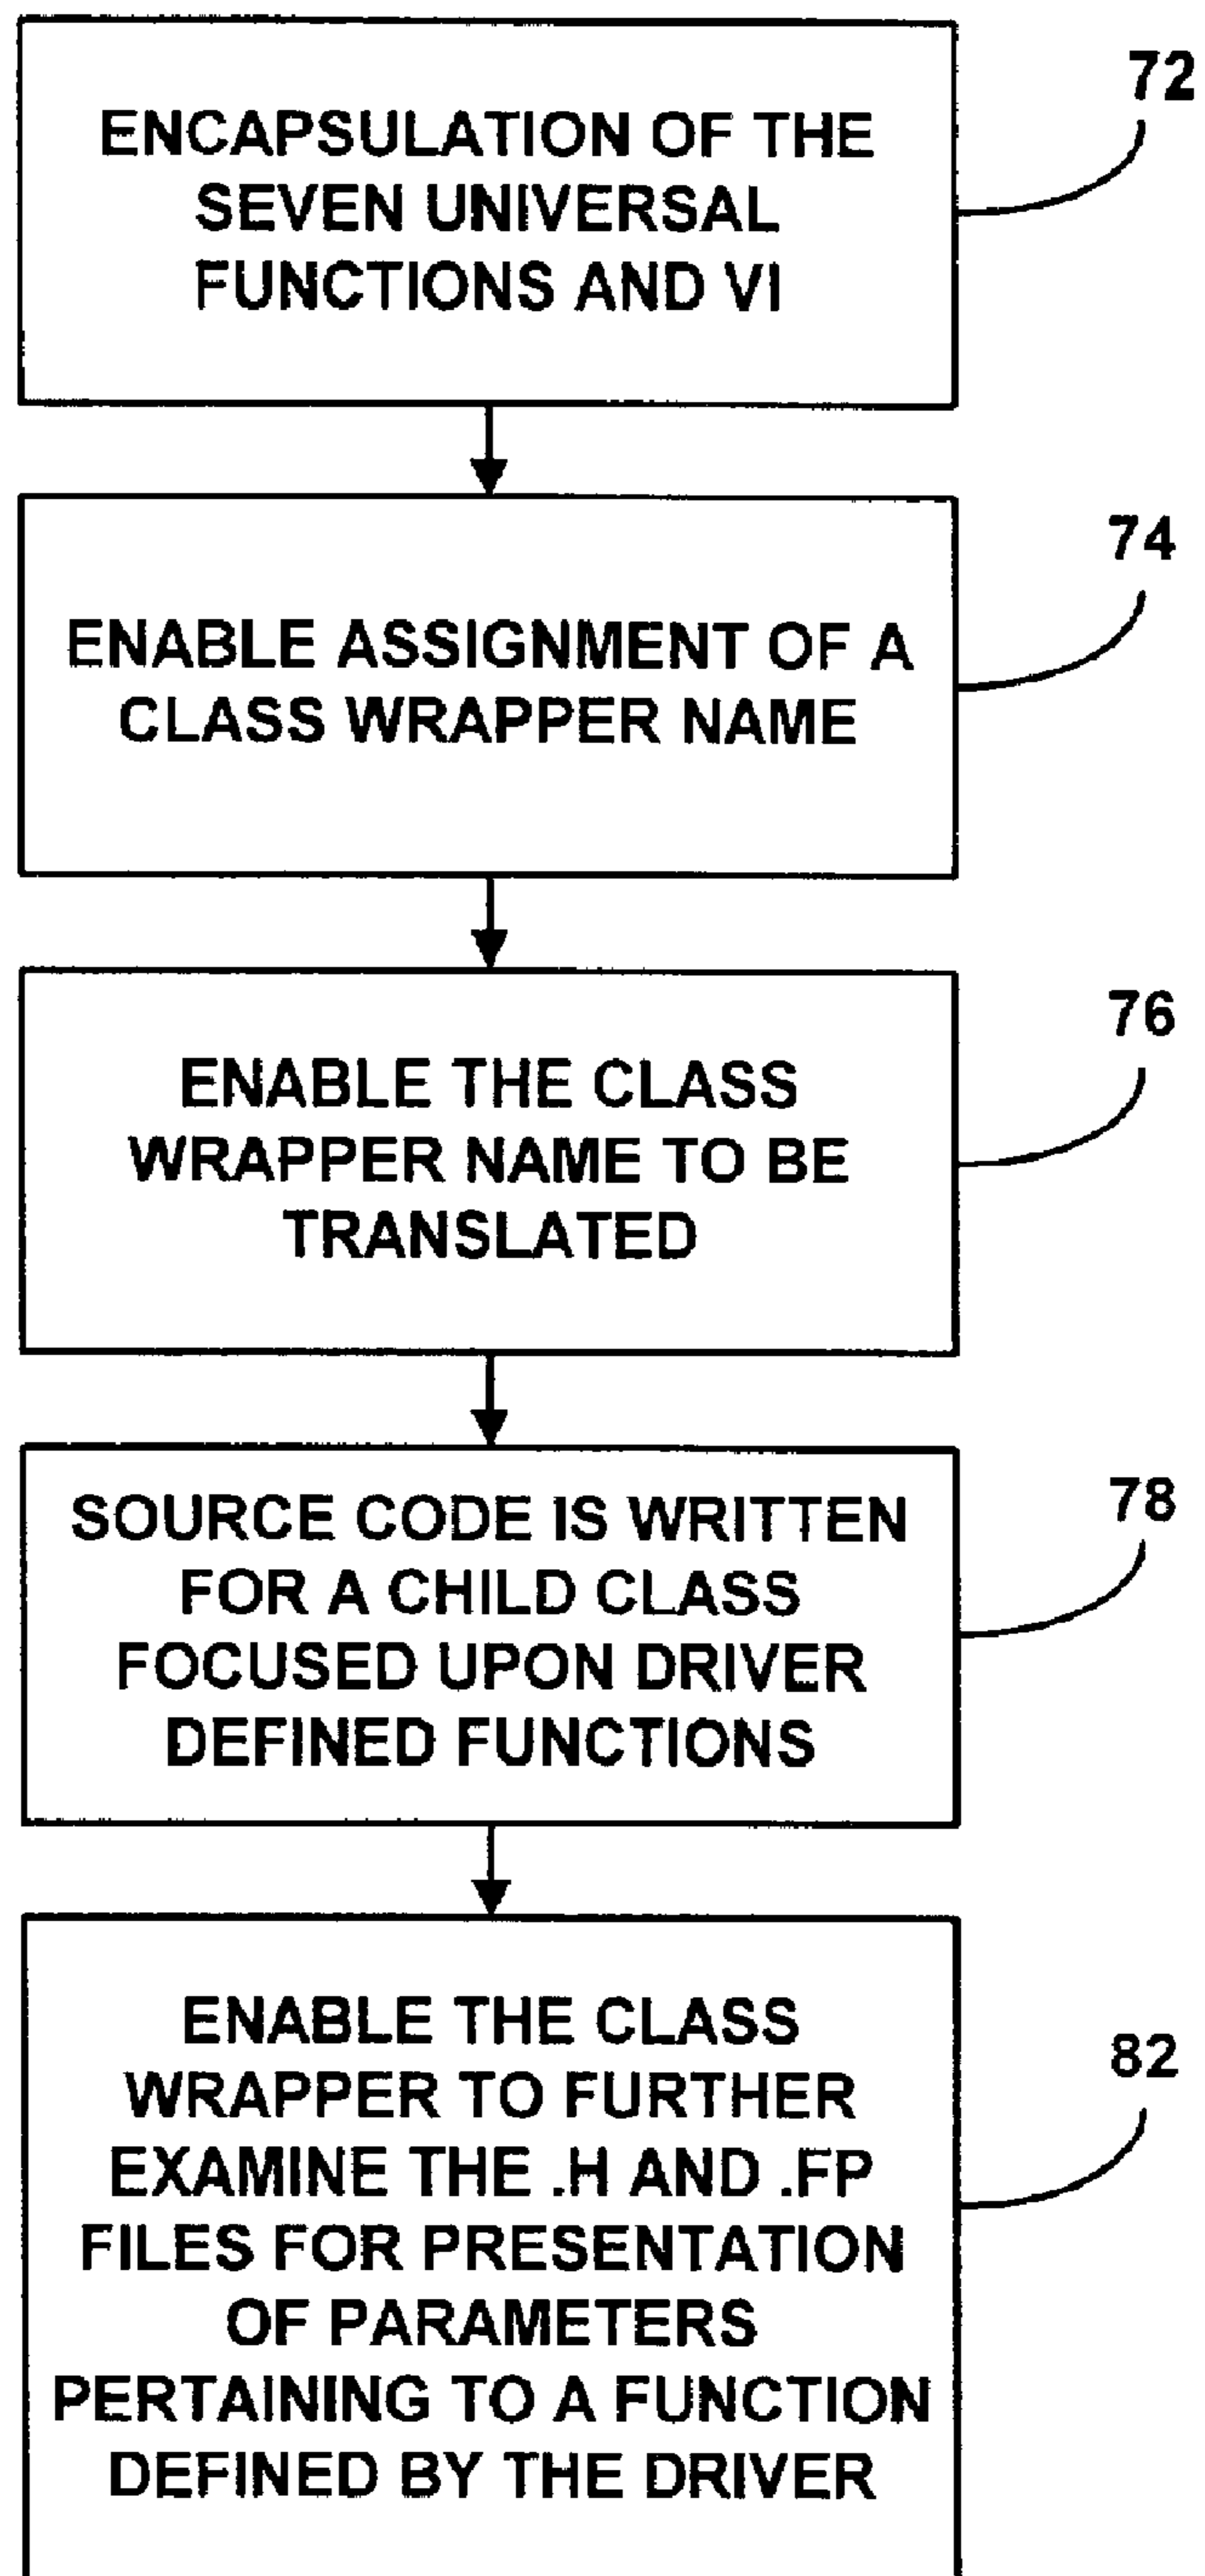 72
ENCAPSULATION OF THE
SEVEN UNIVERSAL
FUNCTIONS AND VI
74
ENABLE ASSIGNMENT OF A
CLASS WRAPPER NAME
76
ENABLE THE CLASS
WRAPPER NAME TO BE
TRANSLATED
78
SOURCE CODE IS WRITTEN
FOR A CHILD CLASS
FOCUSED UPON DRIVER
DEFINED FUNCTIONS
82
ENABLE THE CLASS
WRAPPER TO FURTHER
EXAMINE THE .H AND .FP
FILES FOR PRESENTATION
OF PARAMETERS
PERTAINING TO A FUNCTION
DEFINED BY THE DRIVER